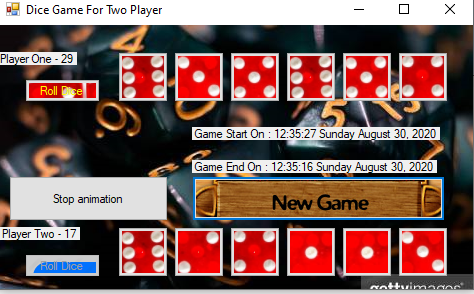 Dice Game For Two Player
Player One - 29
Roll Dice
Game Start On : 12:35:27 Sunday August 30, 2020
Game End On : 12:35:16 Sunday August 30, 2020
Stop animation
New Game
Player Two - 17
Roll Dice
gettyimages